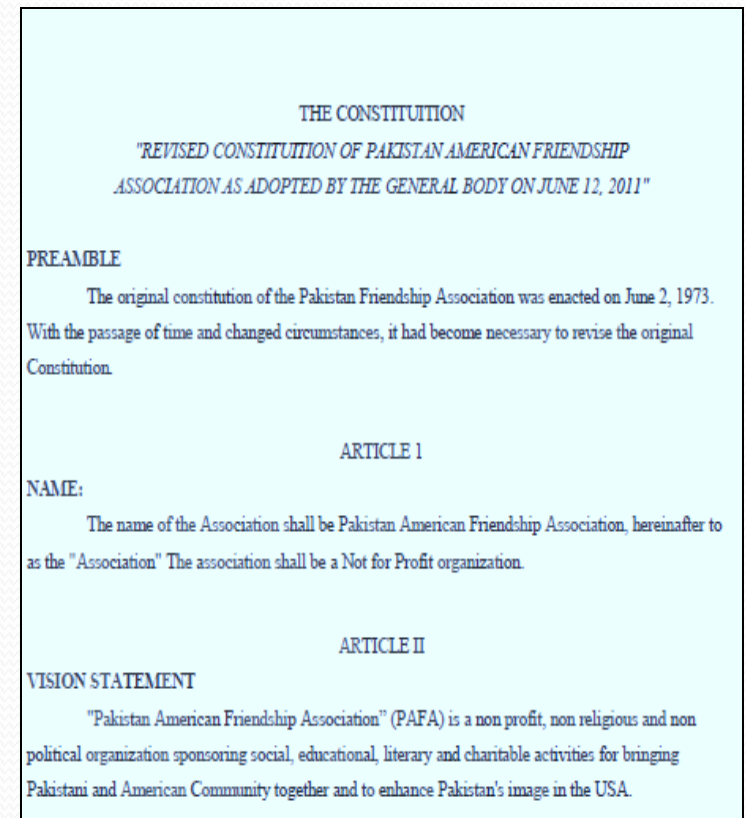 THE CONSTITUITION
"REVISED CONSTITUITION OF PAKISTAN AMERICAN FRIENDSHIP
ASSOCIATION AS ADOPTED BY THE GENERAL BODY ON JUNE 12, 2011"
PREAMBLE
The original constitution of the Pakistan Friendship Association was enacted on June 2, 1973.
With the passage of time and changed circumstances, it had become necessary to revise the original
Constitution.
ARTICLE 1
NAME:
The name of the Association shall be Pakistan American Friendship Association, hereinafter to
as the "Association" The association shall be a Not for Profit organization.
ARTICLE II
VISION STATEMENT
"Pakistan American Friendship Association” (PAFA) is a non profit, non religious and non
political organization sponsoring social, educational, literary and charitable activities for bringing
Pakistani and American Community together and to enhance Pakistan's image in the USA.